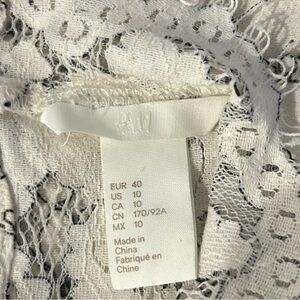 H&M
EUR 40
US 10
CA 10
CN 170/92A
MX 10
Made in
China
Fabriqué en
Chine